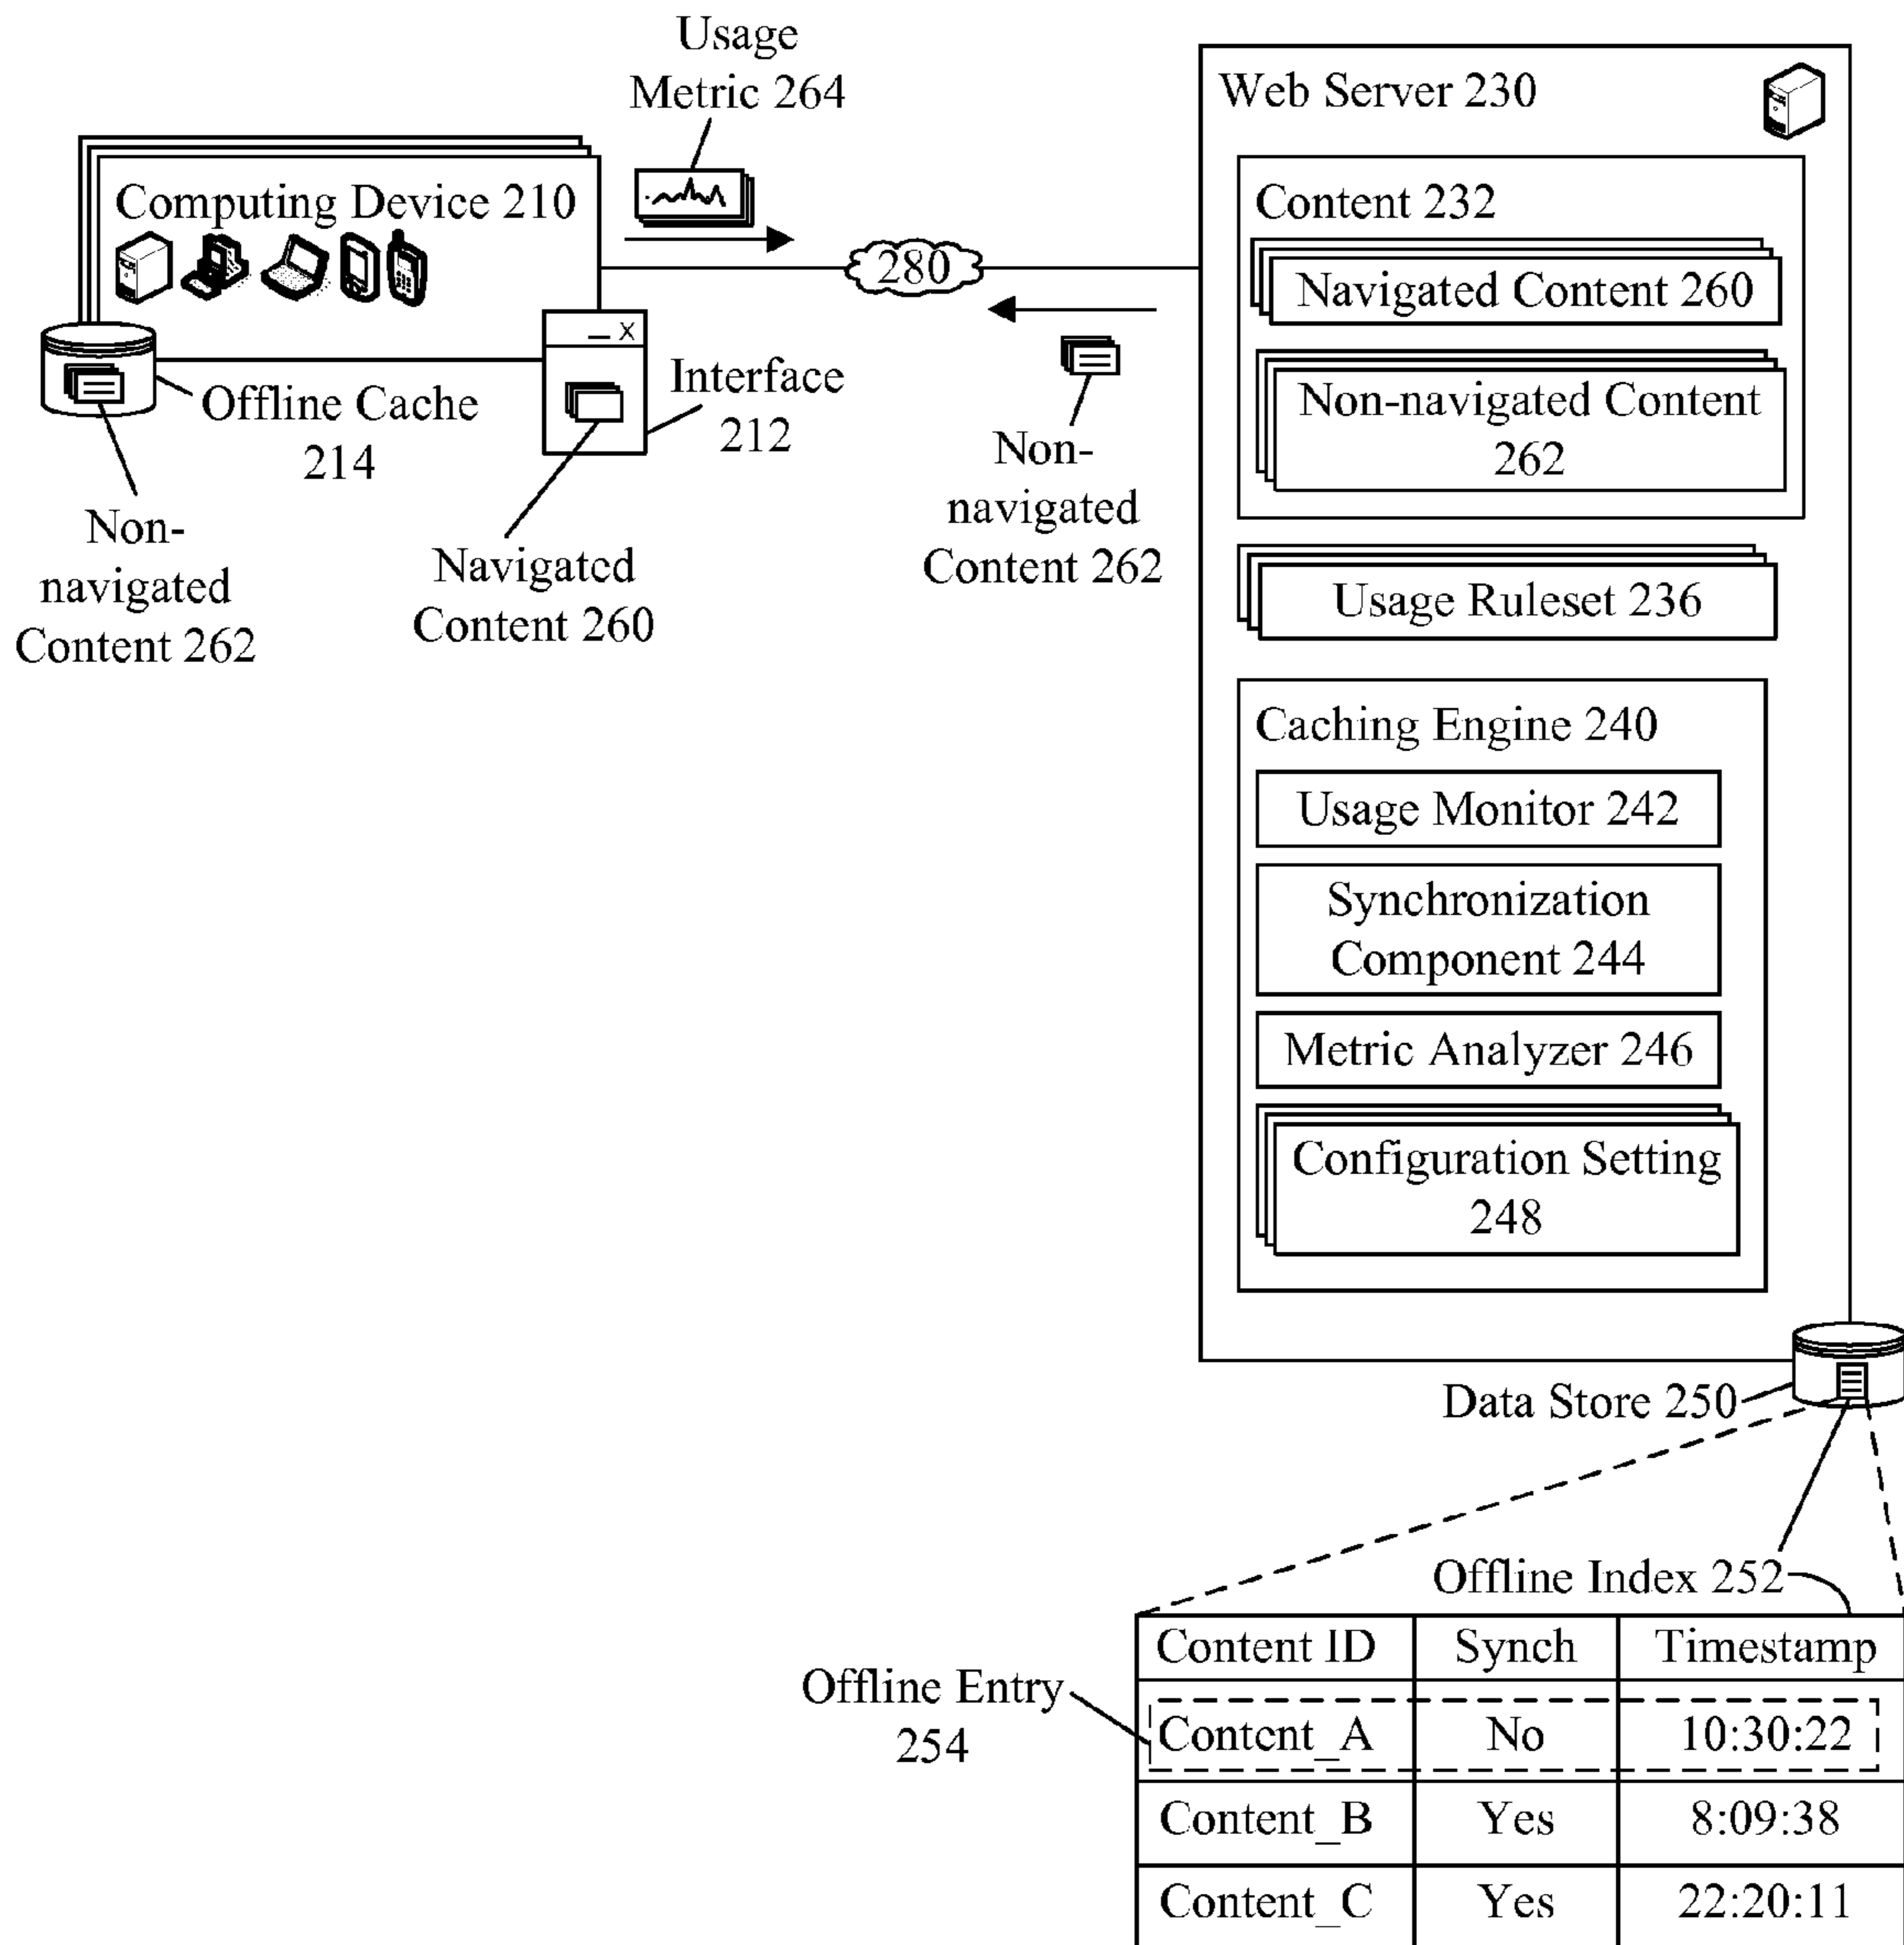 Usage
Metric 264
Web Server 230
Computing Device 210
Content 232
280
Navigated Content 260
_ X
Interface
212
Offline Cache
214
Non-navigated Content
262
Non-
navigated
Content 262
Non-
navigated
Content 262
Navigated
Content 260
Usage Ruleset 236
Caching Engine 240
Usage Monitor 242
Synchronization
Component 244
Metric Analyzer 246
Configuration Setting
248
Data Store 250
Offline Index 252
Content ID Synch Timestamp
Offline Entry
254
Content_A No 10:30:22
Content_B Yes 8:09:38
Content_C Yes 22:20:11